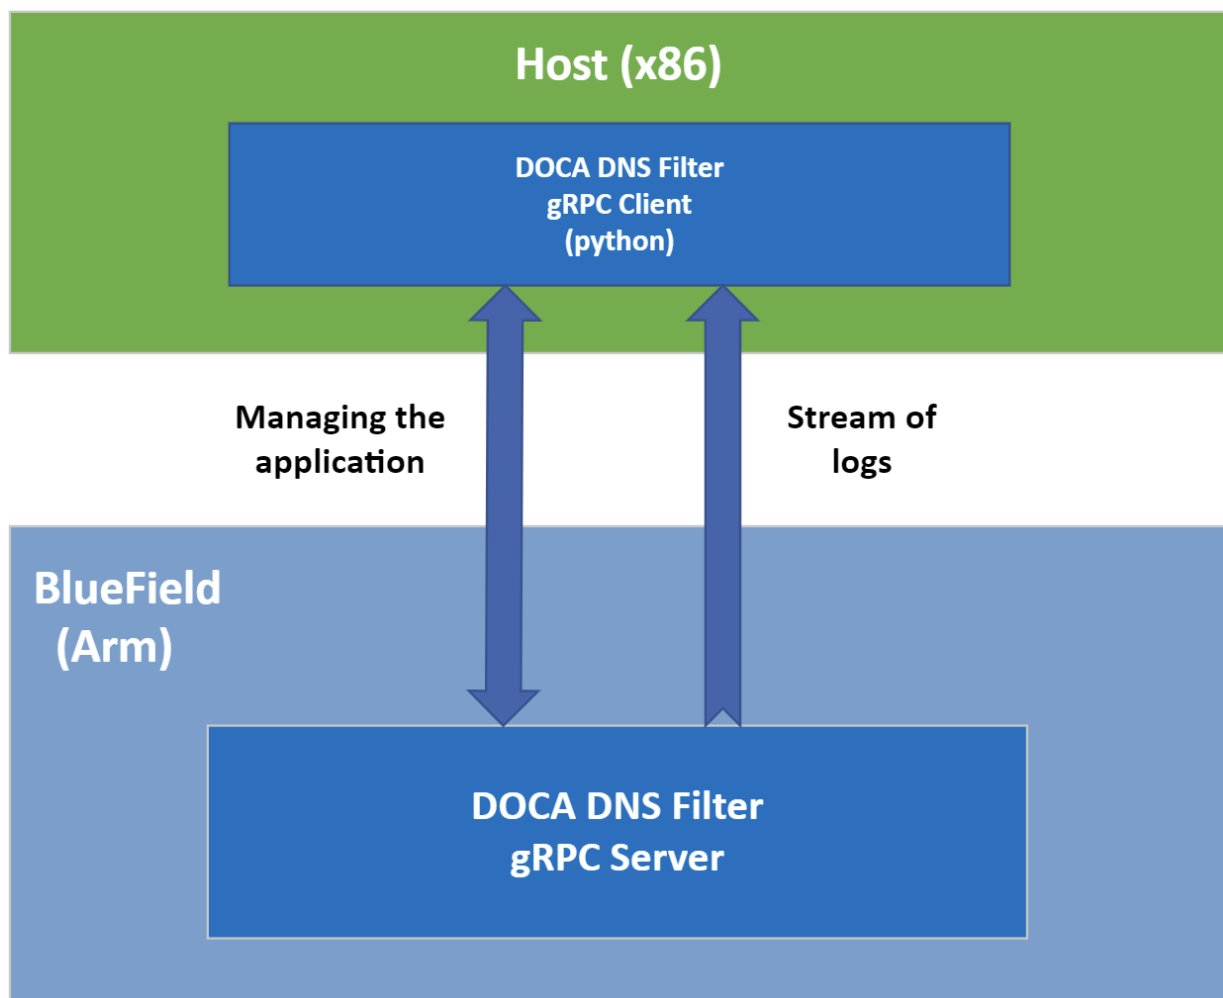 Host (x86)
DOCA DNS Filter
gRPC Client
(python)
Managing the
application
Stream of
logs
BlueField
(Arm)
DOCA DNS Filter
gRPC Server